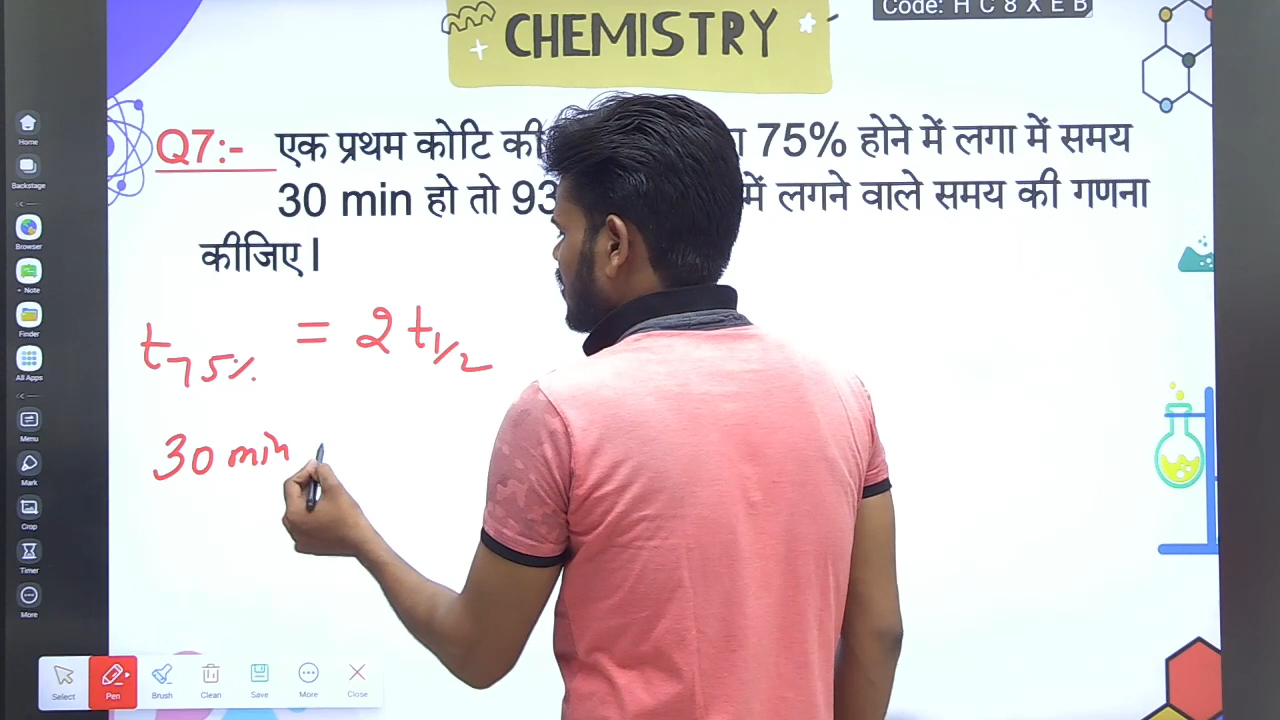 Code: H C 8 X E B
CHEMISTRY
Q7:- एक प्रथम कोटि की 75% होने में लगा में समय
30 min हो तो 93 में लगने वाले समय की गणना
कीजिए।
t75% = 2 t1/2
30 min
Home
Backstage
Browser
+ Note
Finder
All Apps
Menu
Mark
Crop
Timer
More
Select
Pen
Brush
Clean
Save
More
Close